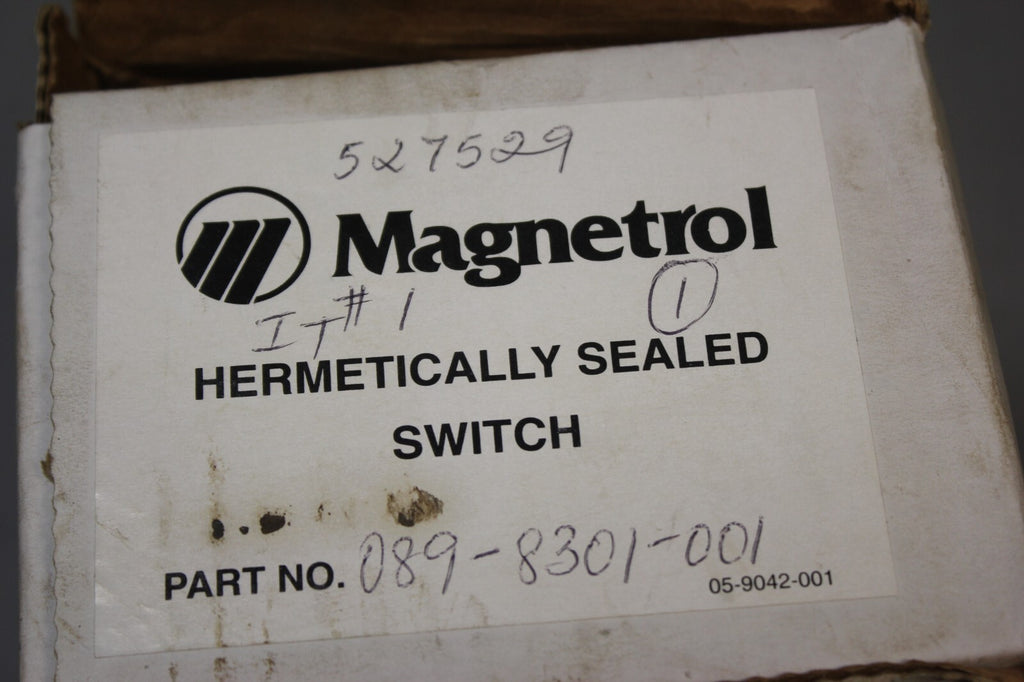 527529
Magnetrol
IT #1 1
HERMETICALLY SEALED
SWITCH
PART NO. 089-8301-001
05-9042-001